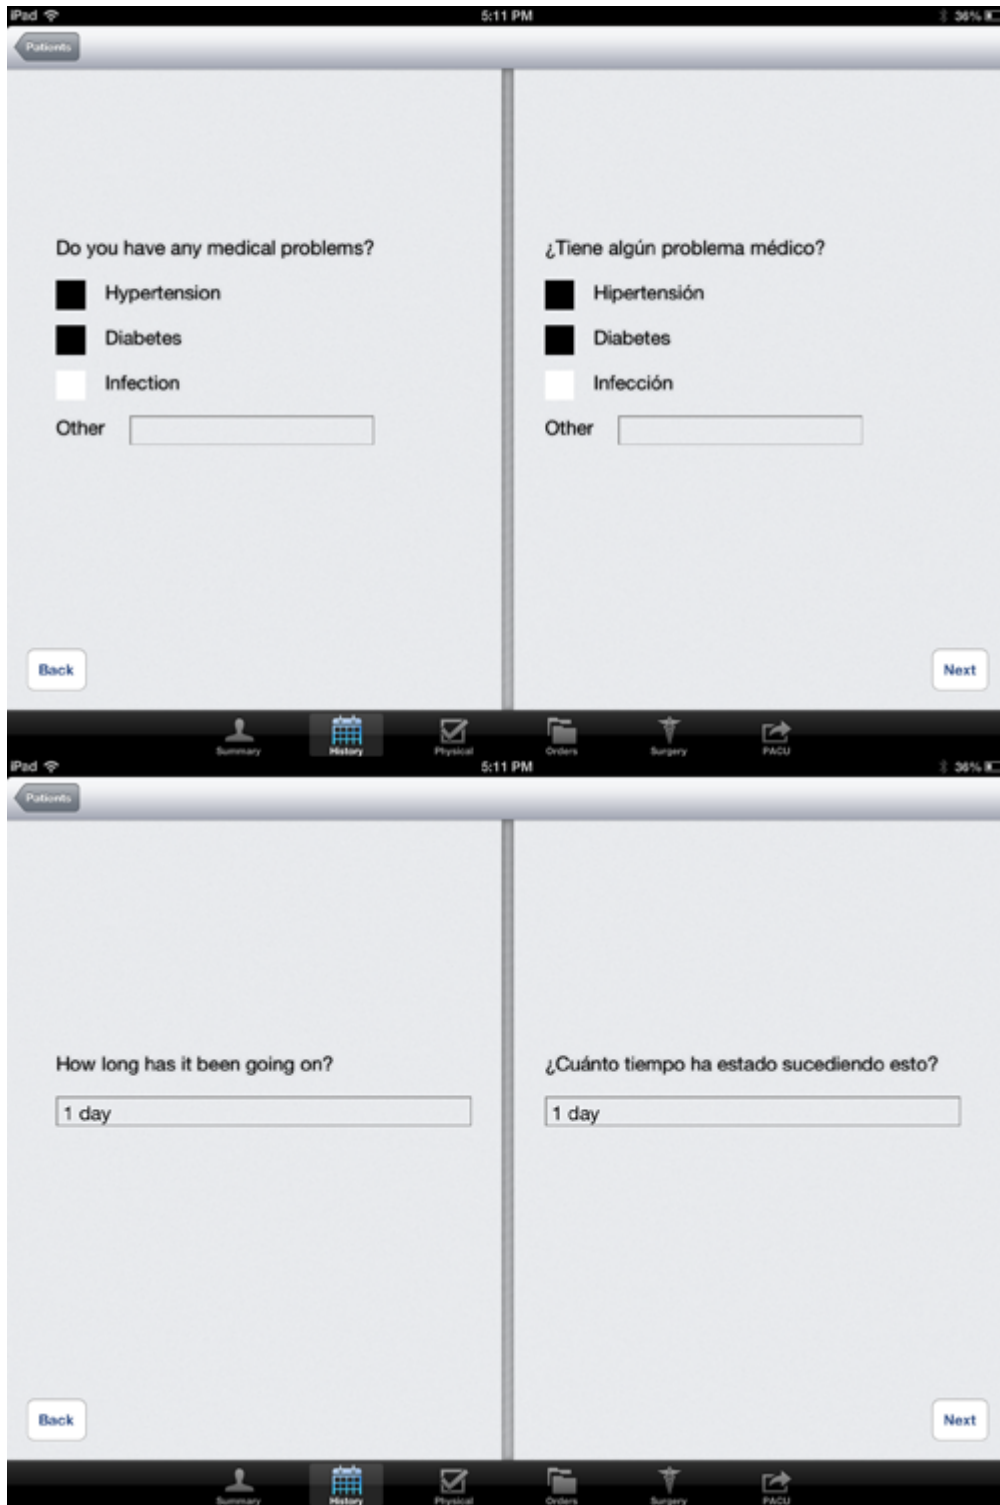 iPad 5:11 PM 36%
Patients
Do you have any medical problems?
Hypertension
Diabetes
Infection
Other
¿Tiene algún problema médico?
Hipertensión
Diabetes
Infección
Other
Back
Next
Summary History Physical Orders Surgery PACU
iPad 5:11 PM 36%
Patients
How long has it been going on?
1 day
¿Cuánto tiempo ha estado sucediendo esto?
1 day
Back
Next
Summary History Physical Orders Surgery PACU